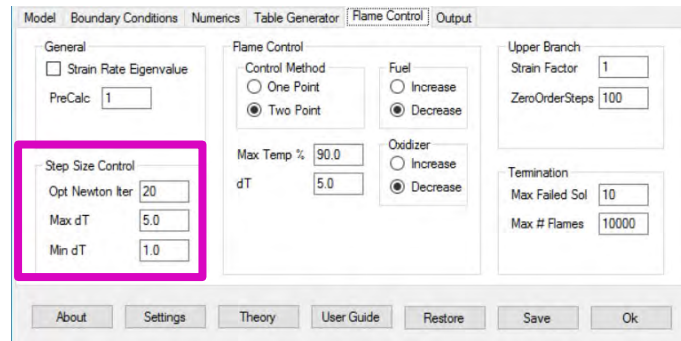 Model Boundary Conditions Numerics Table Generator Flame Control Output
General
Strain Rate Eigenvalue
PreCalc 1
Step Size Control
Opt Newton Iter 20
Max dT 5.0
Min dT 1.0
Flame Control
Control Method
One Point
Two Point
Fuel
Increase
Decrease
Max Temp % 90.0
dT 5.0
Oxidizer
Increase
Decrease
Upper Branch
Strain Factor 1
ZeroOrderSteps 100
Termination
Max Failed Sol 10
Max # Flames 10000
About Settings Theory User Guide Restore Save Ok